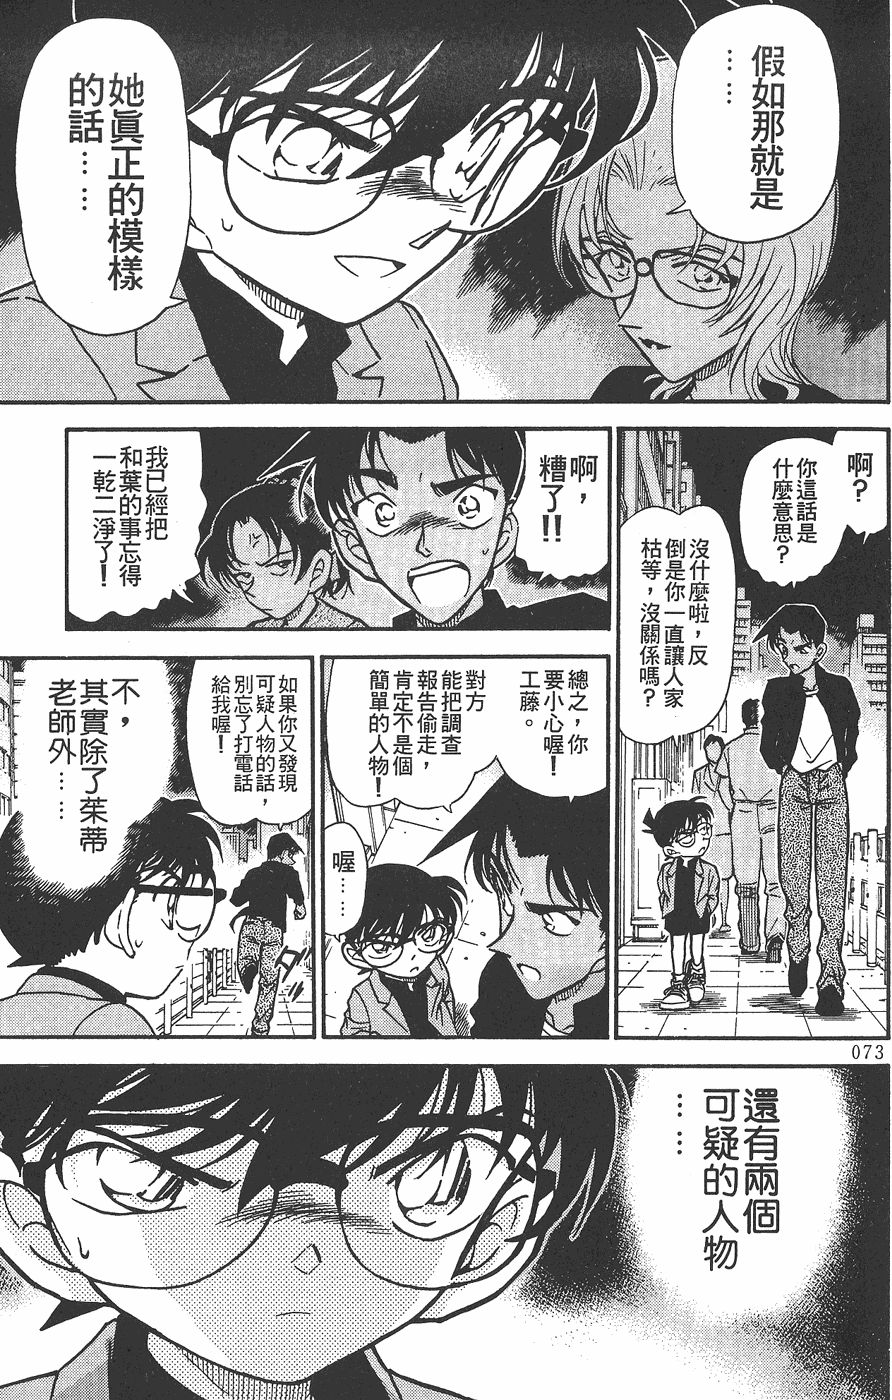 假如那就是
……
她眞正的模樣
的話……
啊？
你這話是
什麼意思？
沒什麼啦，反
倒是你一直讓人家
枯等，沒關係嗎？
啊，
糟了!!
我已經把
和葉的事忘得
一乾二淨了！
總之，你
要小心喔！
工藤。
對方
能把調查
報告偷走，
肯定不是個
簡單的人物！
喔……
如果你又發現
可疑人物的話，
別忘了打電話
給我喔！
不，
其實除了茱蒂
老師外……
073
還有兩個
可疑的人物
……